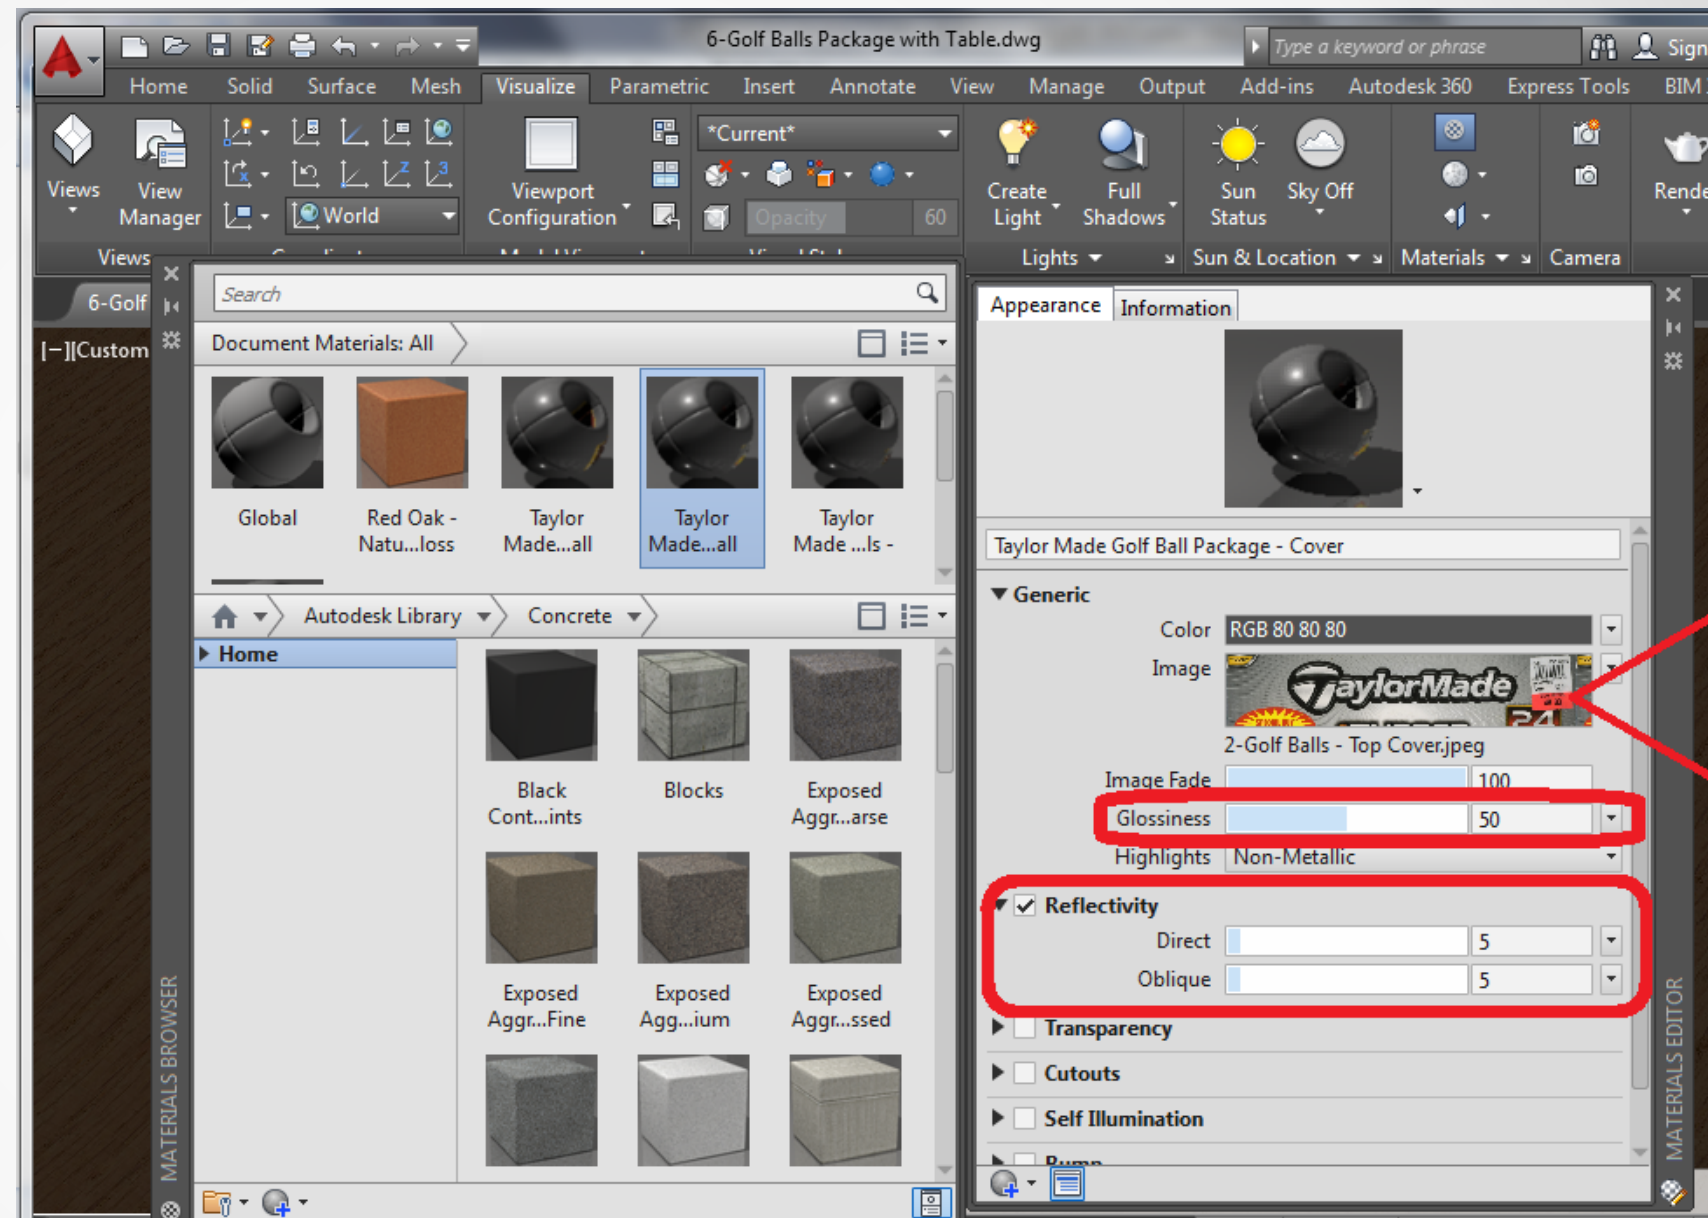 6-Golf Balls Package with Table.dwg
Type a keyword or phrase
Sign
Home Solid Surface Mesh Visualize Parametric Insert Annotate View Manage Output Add-ins Autodesk 360 Express Tools BIM
*Current*
Views
View
Manager
World
Viewport
Configuration
Opacity 60
Create
Light
Full
Shadows
Sun
Status
Sky Off
Rende
Views
Lights
Sun & Location
Materials
Camera
6-Golf
[−][Custom
Search
Document Materials: All
Global
Red Oak -
Natu...loss
Taylor
Made...all
Taylor
Made...all
Taylor
Made ...ls -
Autodesk Library
Concrete
Home
Black
Cont...ints
Blocks
Exposed
Aggr...arse
Exposed
Aggr...Fine
Exposed
Agg...ium
Exposed
Aggr...ssed
MATERIALS BROWSER
Appearance
Information
Taylor Made Golf Ball Package - Cover
Generic
Color RGB 80 80 80
Image
TaylorMade
24
2-Golf Balls - Top Cover.jpeg
Image Fade 100
Glossiness 50
Highlights Non-Metallic
Reflectivity
Direct 5
Oblique 5
Transparency
Cutouts
Self Illumination
Bump
MATERIALS EDITOR